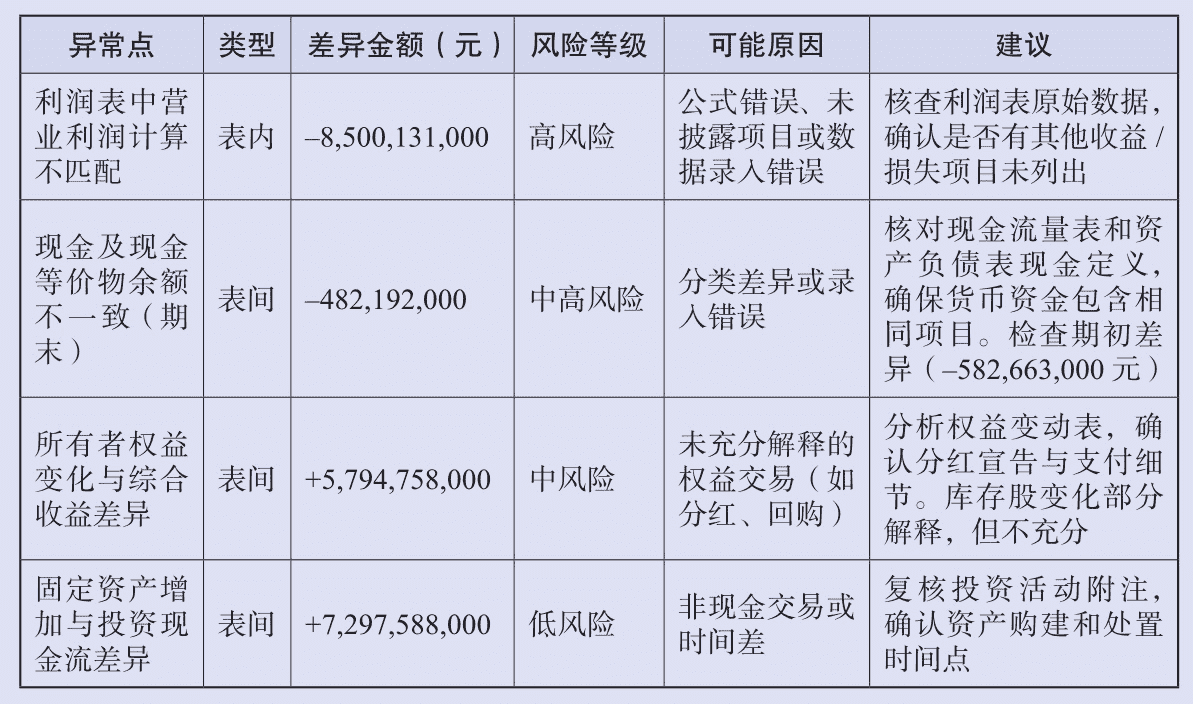 异常点 类型 差异金额（元） 风险等级 可能原因 建议
利润表中营
业利润计算
不匹配
表内
–8,500,131,000
高风险
公式错误、未
披露项目或数
据录入错误
核查利润表原始数据，
确认是否有其他收益 /
损失项目未列出
现金及现金
等价物余额
不一致（期
末）
表间
–482,192,000
中高风险
分类差异或录
入错误
核对现金流量表和资
产负债表现金定义，
确保货币资金包含相
同项目。检查期初差
异（–582,663,000 元）
所有者权益
变化与综合
收益差异
表间
+5,794,758,000
中风险
未充分解释的
权益交易（如
分红、回购）
分析权益变动表，确
认分红宣告与支付细
节。库存股变化部分
解释，但不充分
固定资产增
加与投资现
金流差异
表间
+7,297,588,000
低风险
非现金交易或
时间差
复核投资活动附注，
确认资产购建和处置
时间点